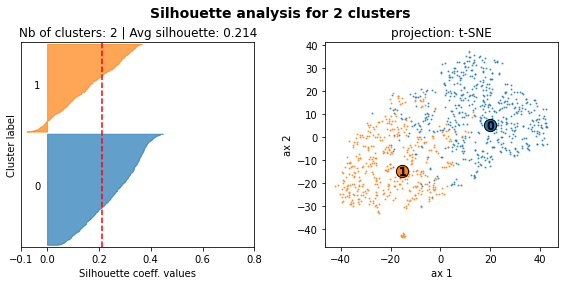 Silhouette analysis for 2 clusters
Nb of clusters: 2 | Avg silhouette: 0.214
Cluster label
1
0
−0.1 0.0 0.2 0.4 0.6 0.8
Silhouette coeff. values
projection: t-SNE
ax 2
40
30
20
10
0
−10
−20
−30
−40
0
1
−40 −20 0 20 40
ax 1